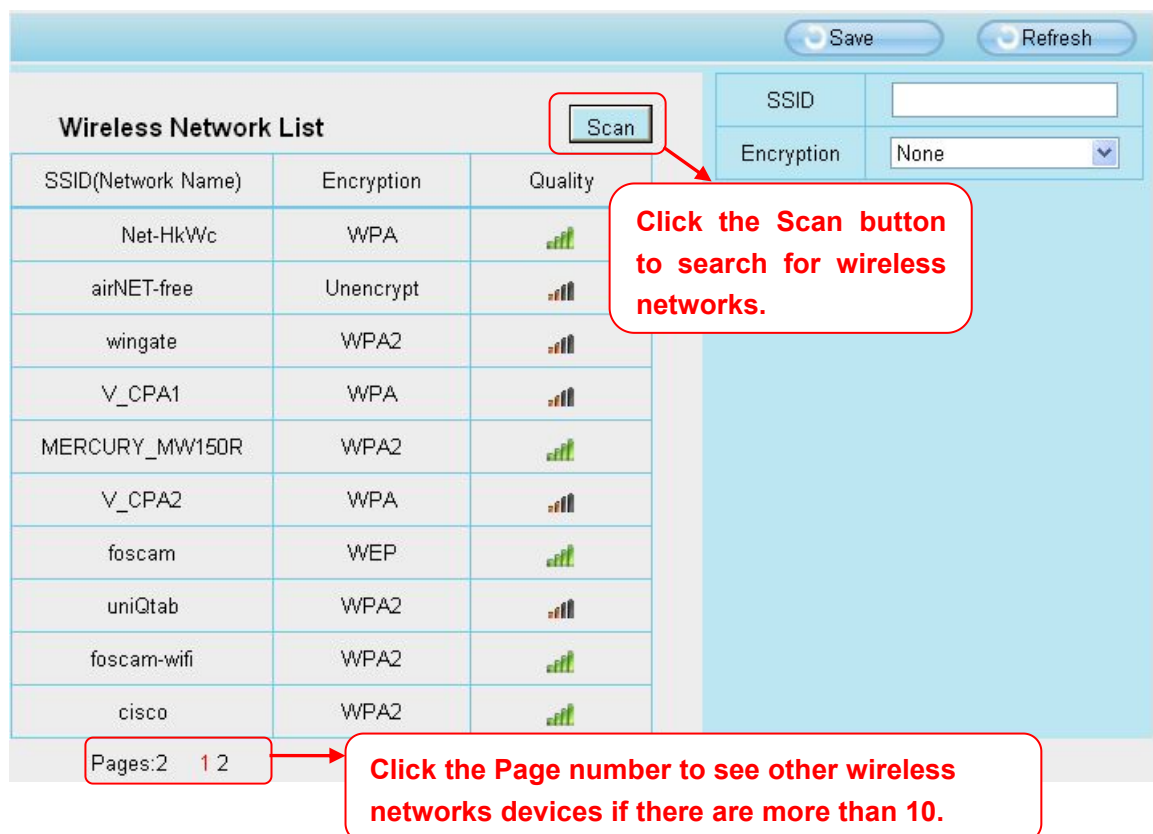 Save Refresh
SSID
Wireless Network List Scan
Encryption None
SSID(Network Name) Encryption Quality
Net-HkWc WPA
airNET-free Unencrypt
wingate WPA2
V_CPA1 WPA
MERCURY_MW150R WPA2
V_CPA2 WPA
foscam WEP
uniQtab WPA2
foscam-wifi WPA2
cisco WPA2
Pages:2 1 2
Click the Scan button
to search for wireless
networks.
Click the Page number to see other wireless
networks devices if there are more than 10.